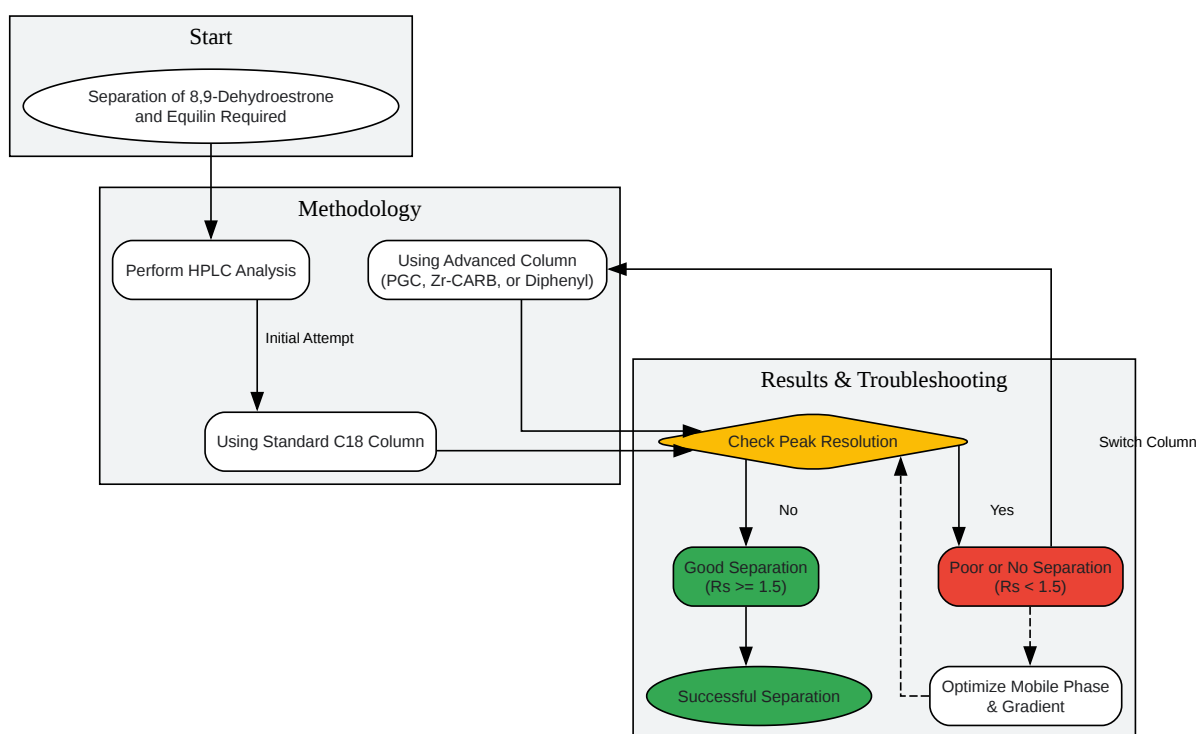 Start
Separation of 8,9-Dehydroestrone
and Equilin Required
Methodology
Perform HPLC Analysis
Using Advanced Column
(PGC, Zr-CARB, or Diphenyl)
Initial Attempt
Using Standard C18 Column
Results & Troubleshooting
Check Peak Resolution
Switch Column
No
Yes
Good Separation
(Rs >= 1.5)
Poor or No Separation
(Rs < 1.5)
Successful Separation
Optimize Mobile Phase
& Gradient